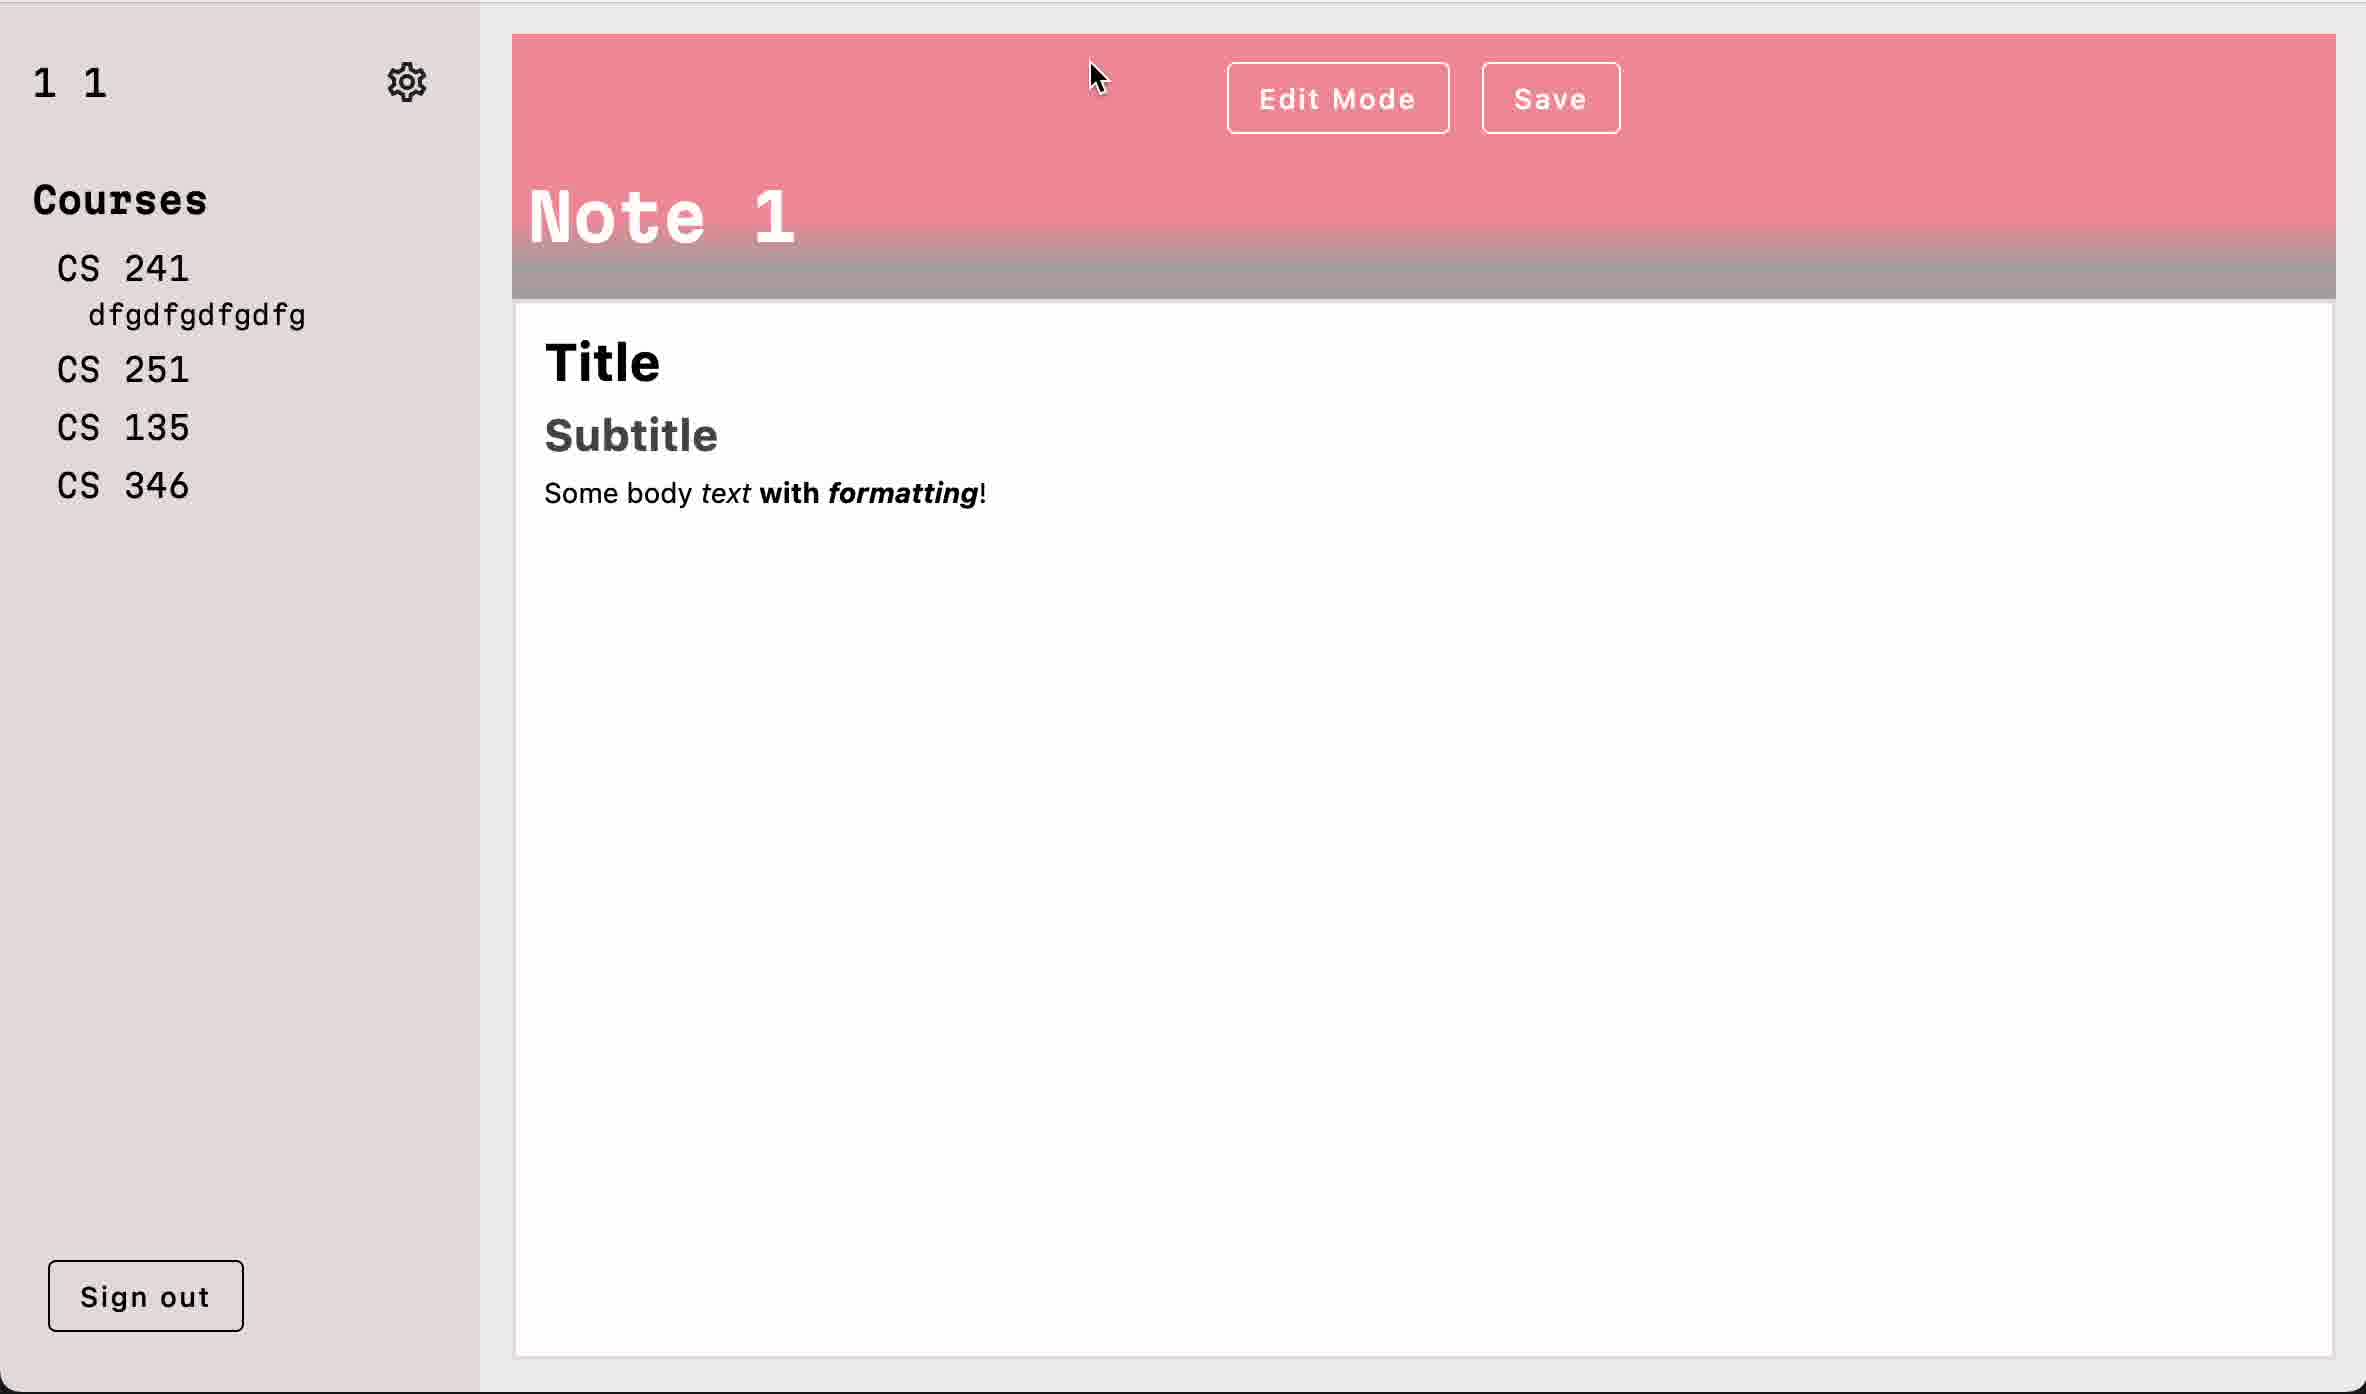 1 1
Courses
CS 241
dfgdfgdfgdfg
CS 251
CS 135
CS 346
Sign out
Edit Mode
Save
Note 1
Title
Subtitle
Some body text with formatting!